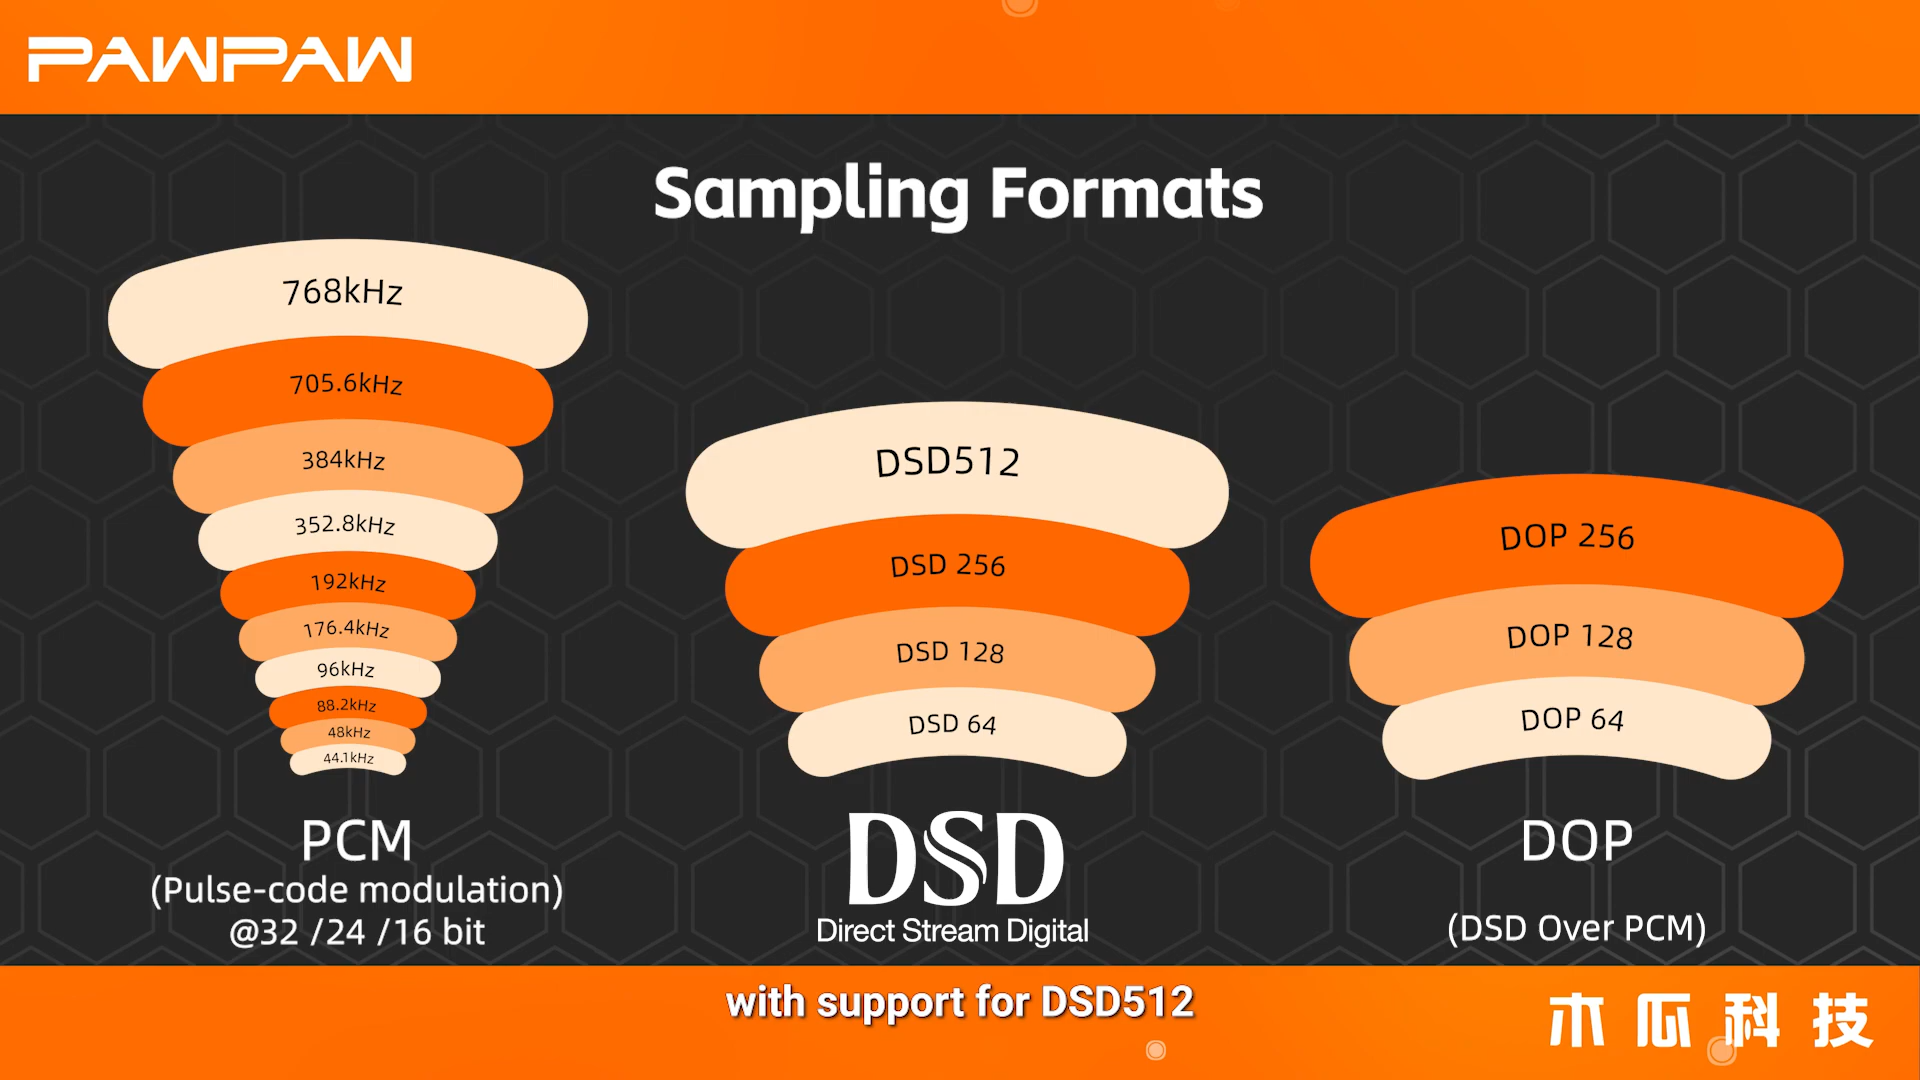 PAWPAW
Sampling Formats
768kHz
705.6kHz
384kHz
352.8kHz
192kHz
176.4kHz
96kHz
88.2kHz
48kHz
44.1kHz
PCM
(Pulse-code modulation)
@32 /24 /16 bit
DSD512
DSD 256
DSD 128
DSD 64
DSD
Direct Stream Digital
DOP 256
DOP 128
DOP 64
DOP
(DSD Over PCM)
with support for DSD512
木瓜科技